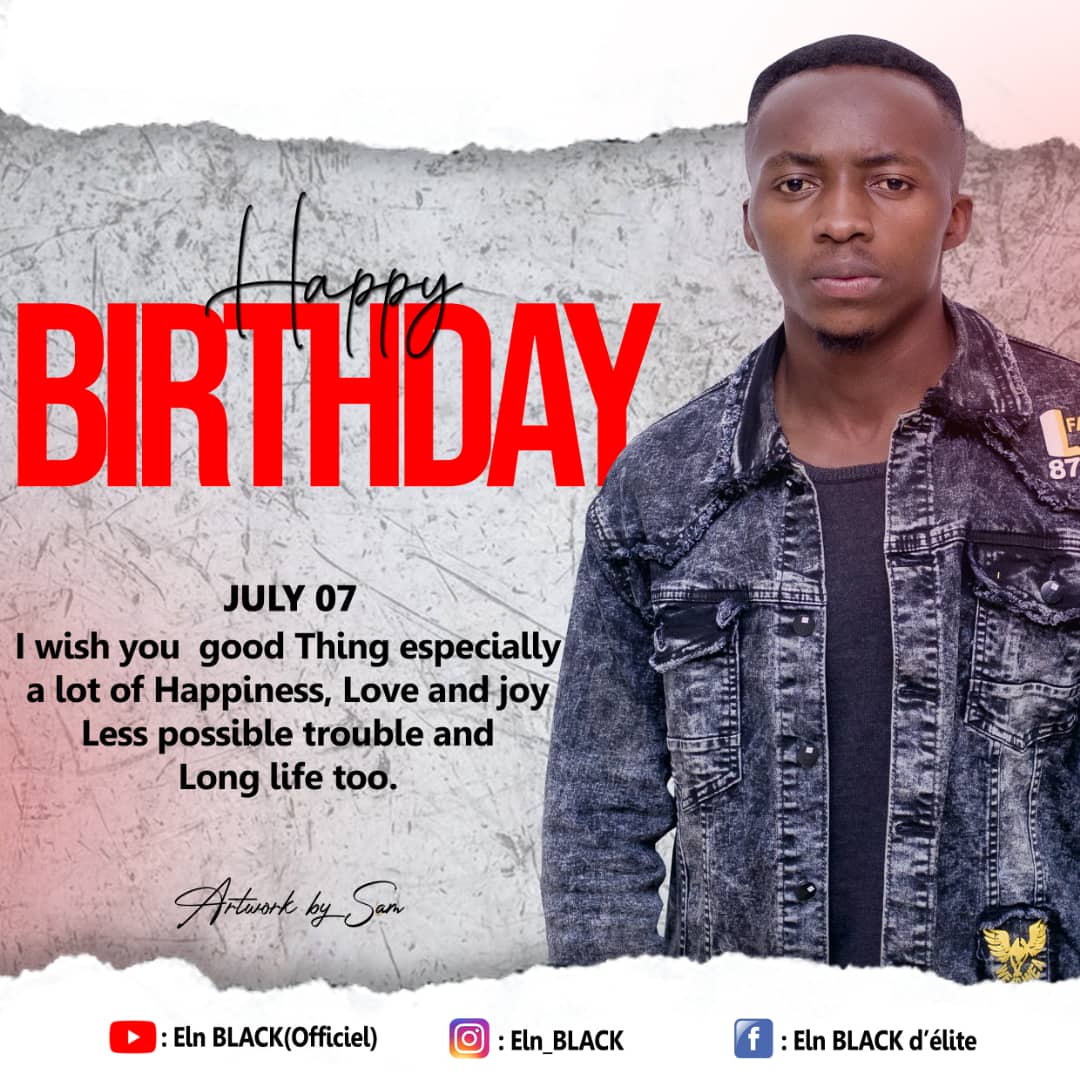 Happy
BIRTHDAY
JULY 07
I wish you good Thing especially
a lot of Happiness, Love and joy
Less possible trouble and
Long life too.
Artwork by Sam
: Eln BLACK(Officiel)
: Eln_BLACK
: Eln BLACK d'élite
87